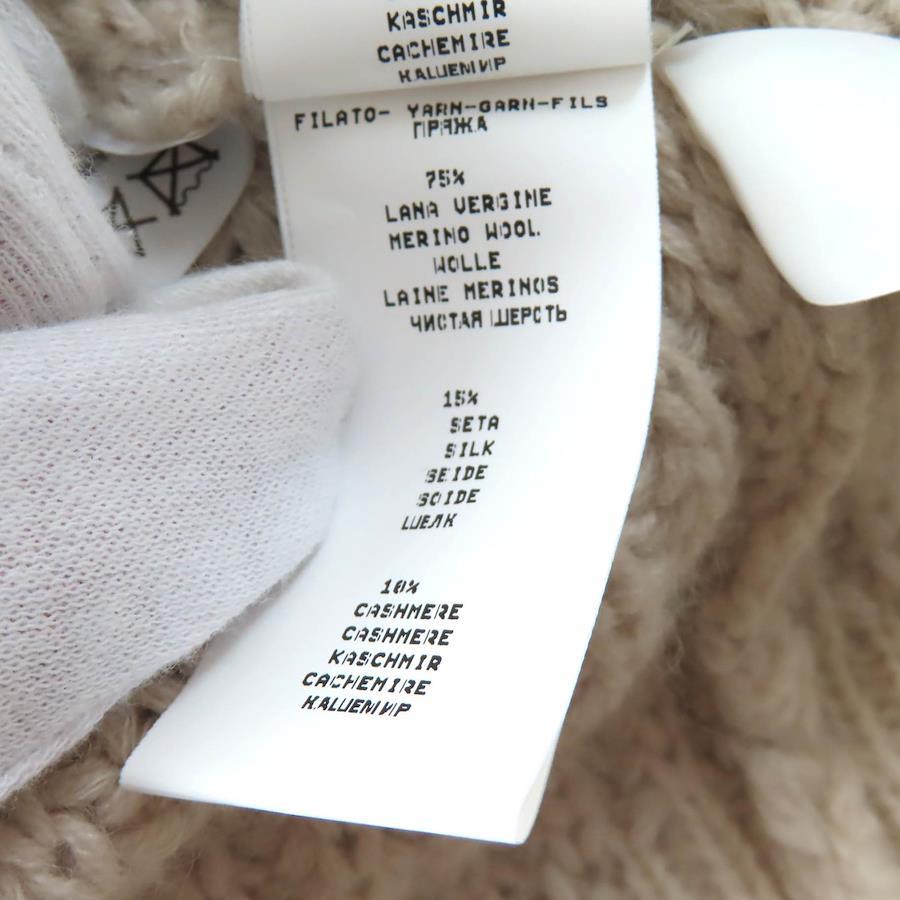 KASCHMIR
CACHEMIRE
КАШЕМИР
FILATO- YARN-GARN-FILS
ПРЯЖА
75%
LANA VERGINE
MERINO WOOL
WOLLE
LAINE MERINOS
ЧИСТАЯ ШЕРСТЬ
15%
SETA
SILK
SEIDE
SOIDE
ШЕЛК
10%
CASHMERE
CASHMERE
KASCHMIR
CACHEMIRE
КАШЕМИР